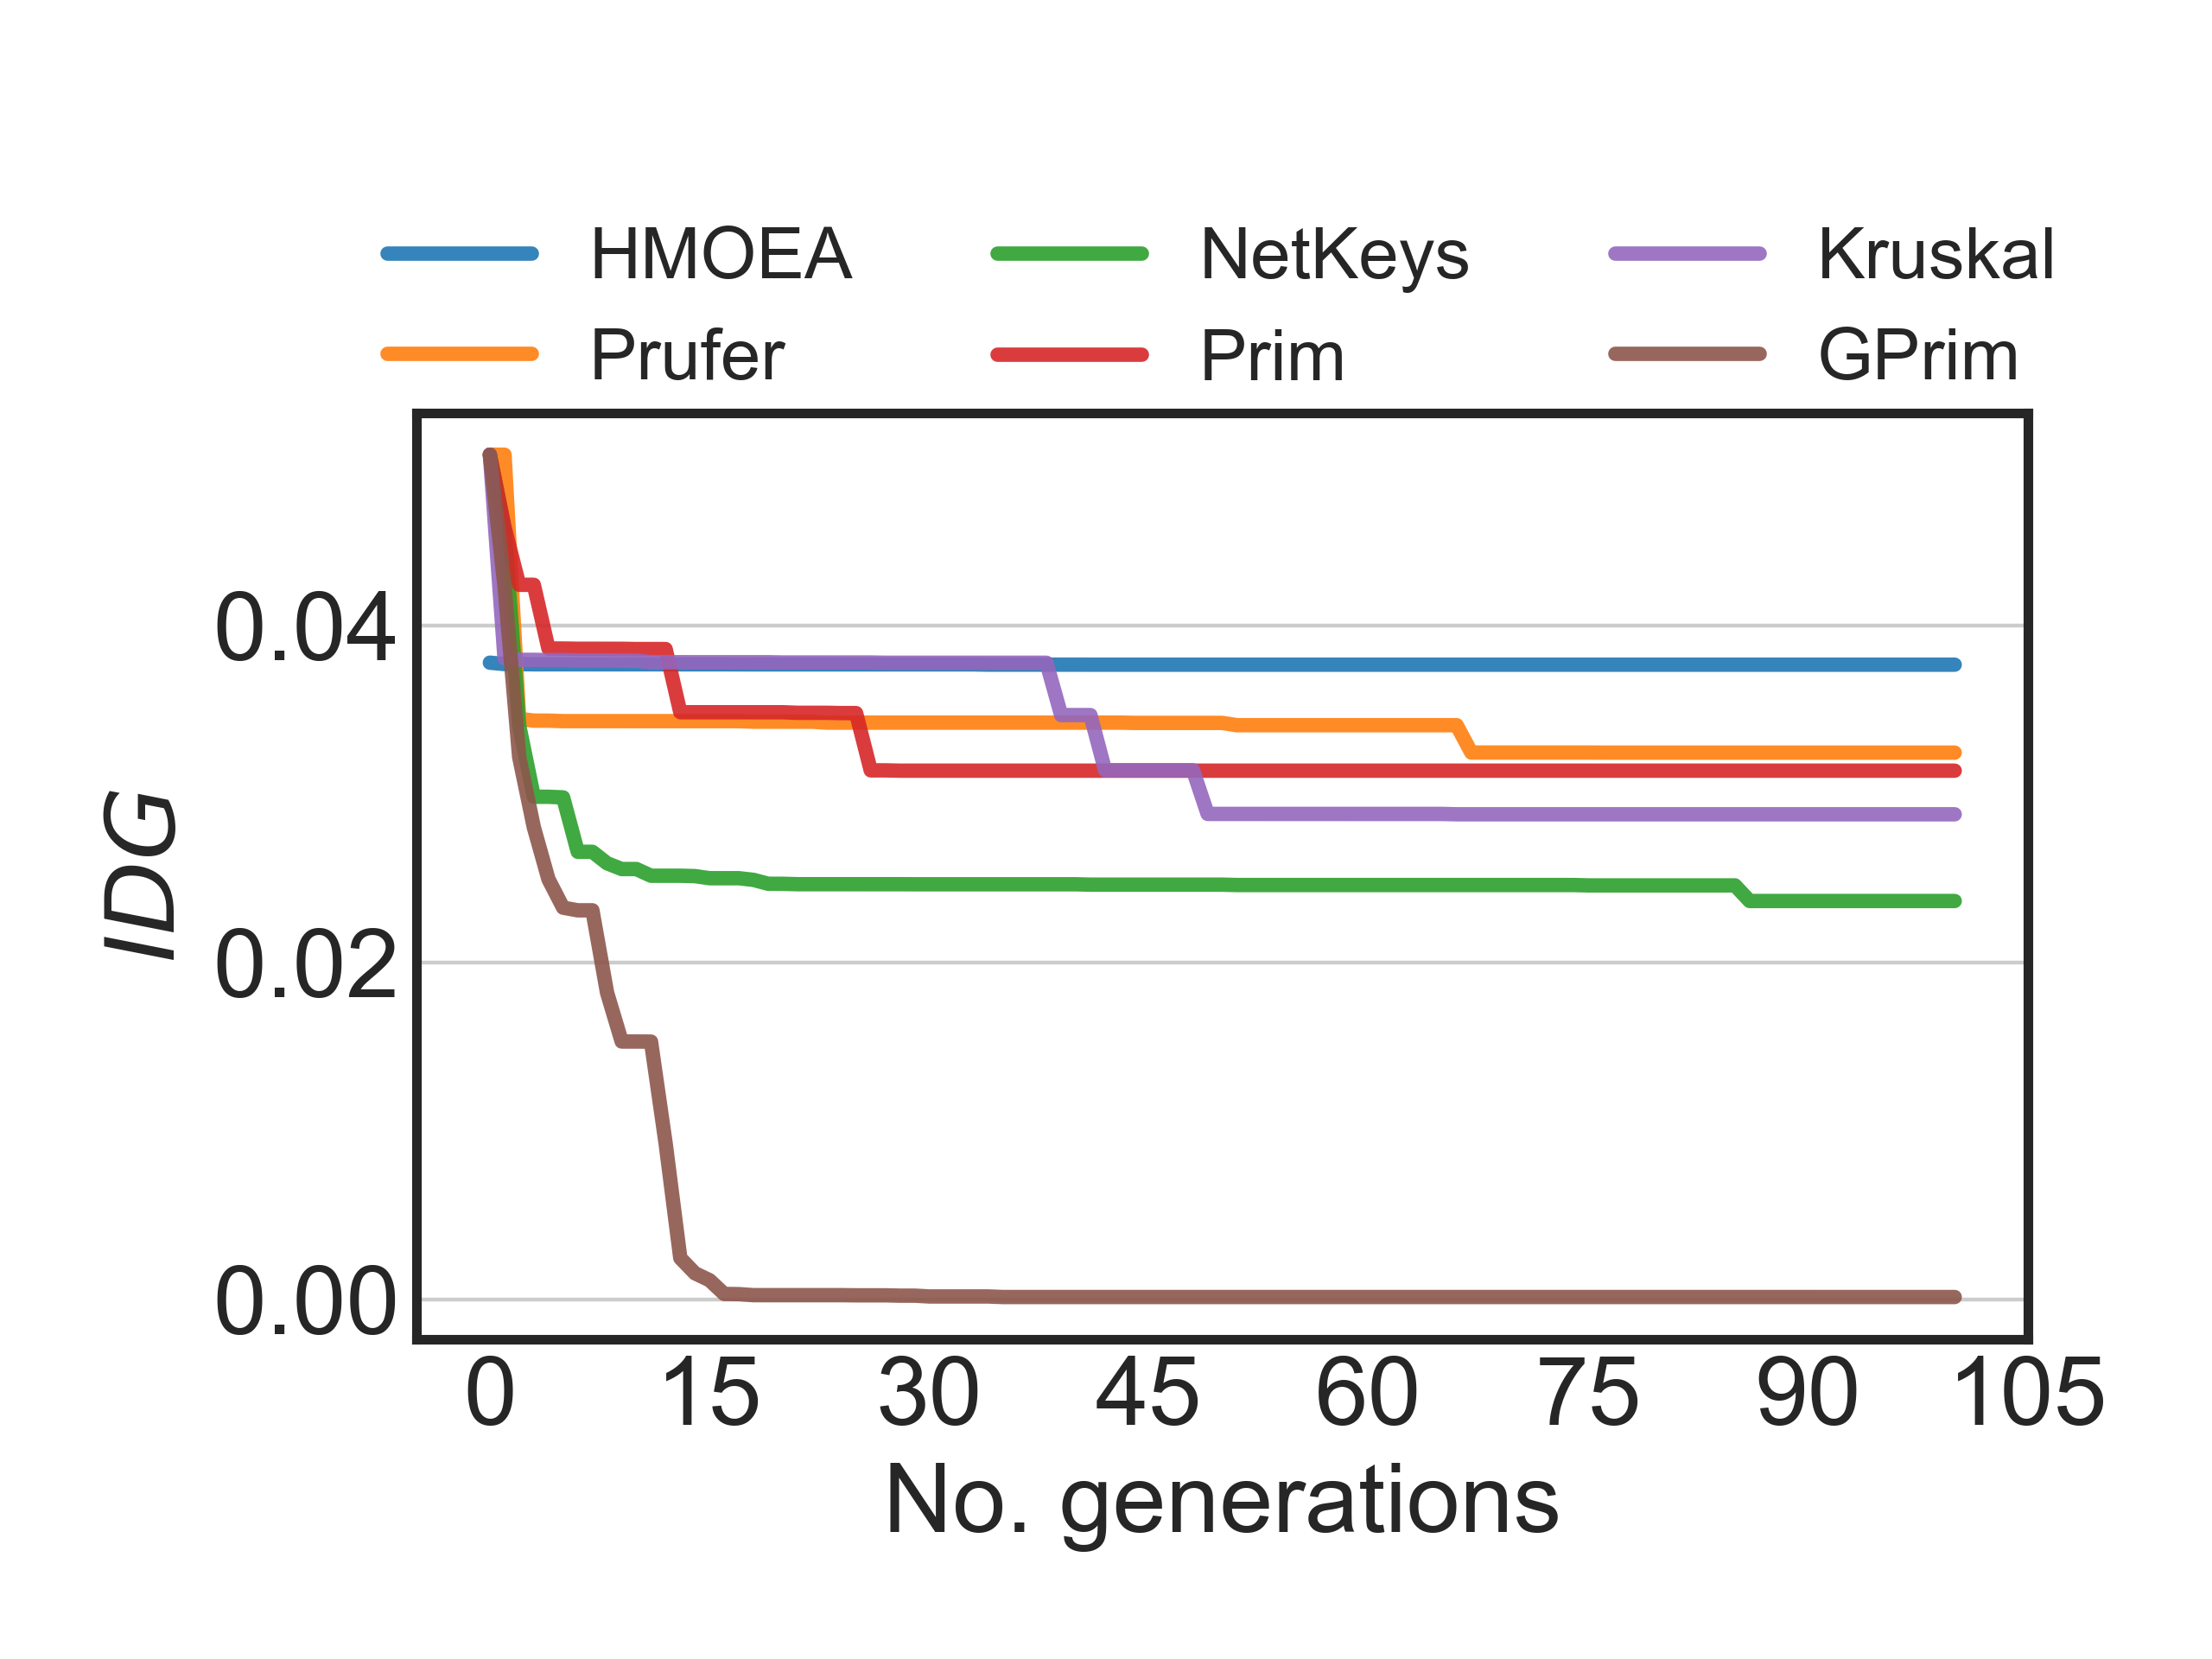 HMOEA NetKeys Kruskal
Prufer Prim GPrim
0.04
0.02
0.00
IDG
0 15 30 45 60 75 90 105
No. generations